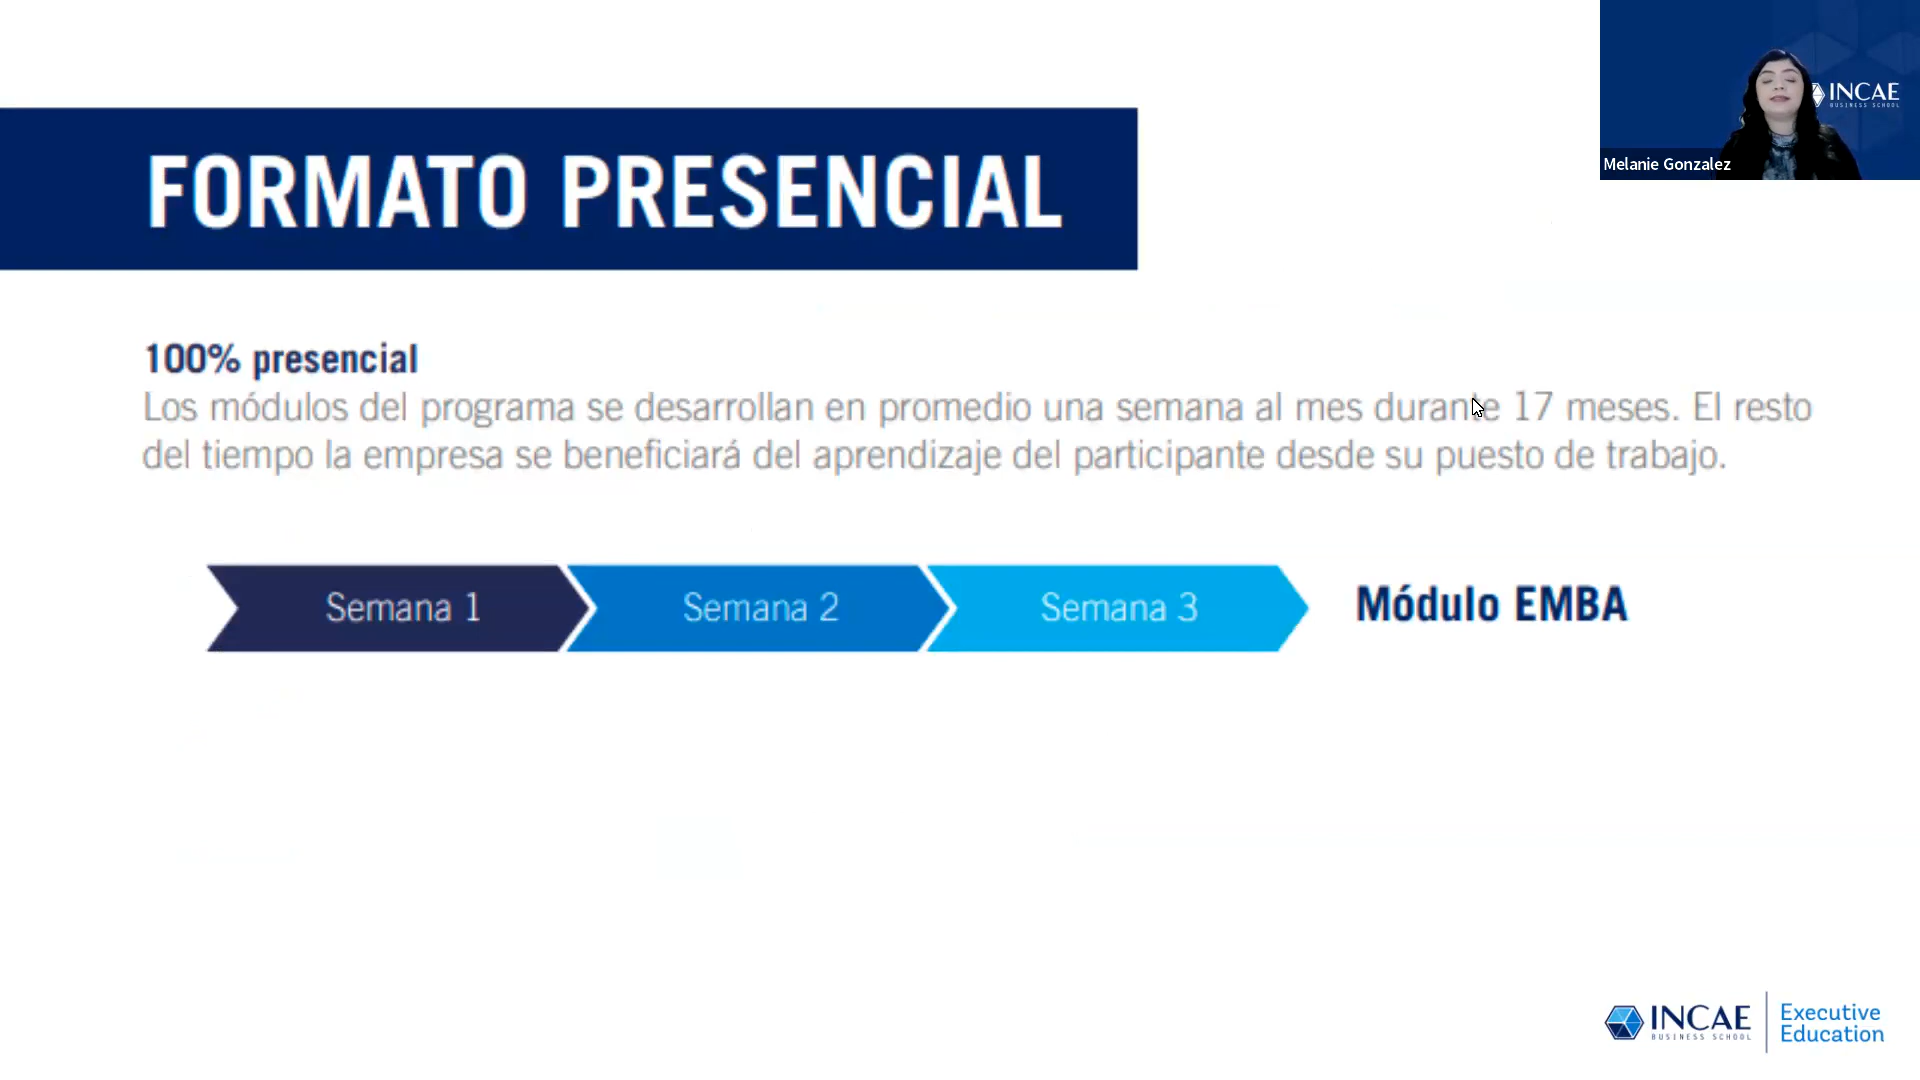 INCAE
BUSINESS SCHOOL
Melanie Gonzalez
FORMATO PRESENCIAL
100% presencial
Los módulos del programa se desarrollan en promedio una semana al mes durante 17 meses. El resto
del tiempo la empresa se beneficiará del aprendizaje del participante desde su puesto de trabajo.
Semana 1
Semana 2
Semana 3
Módulo EMBA
INCAE
BUSINESS SCHOOL
Executive
Education